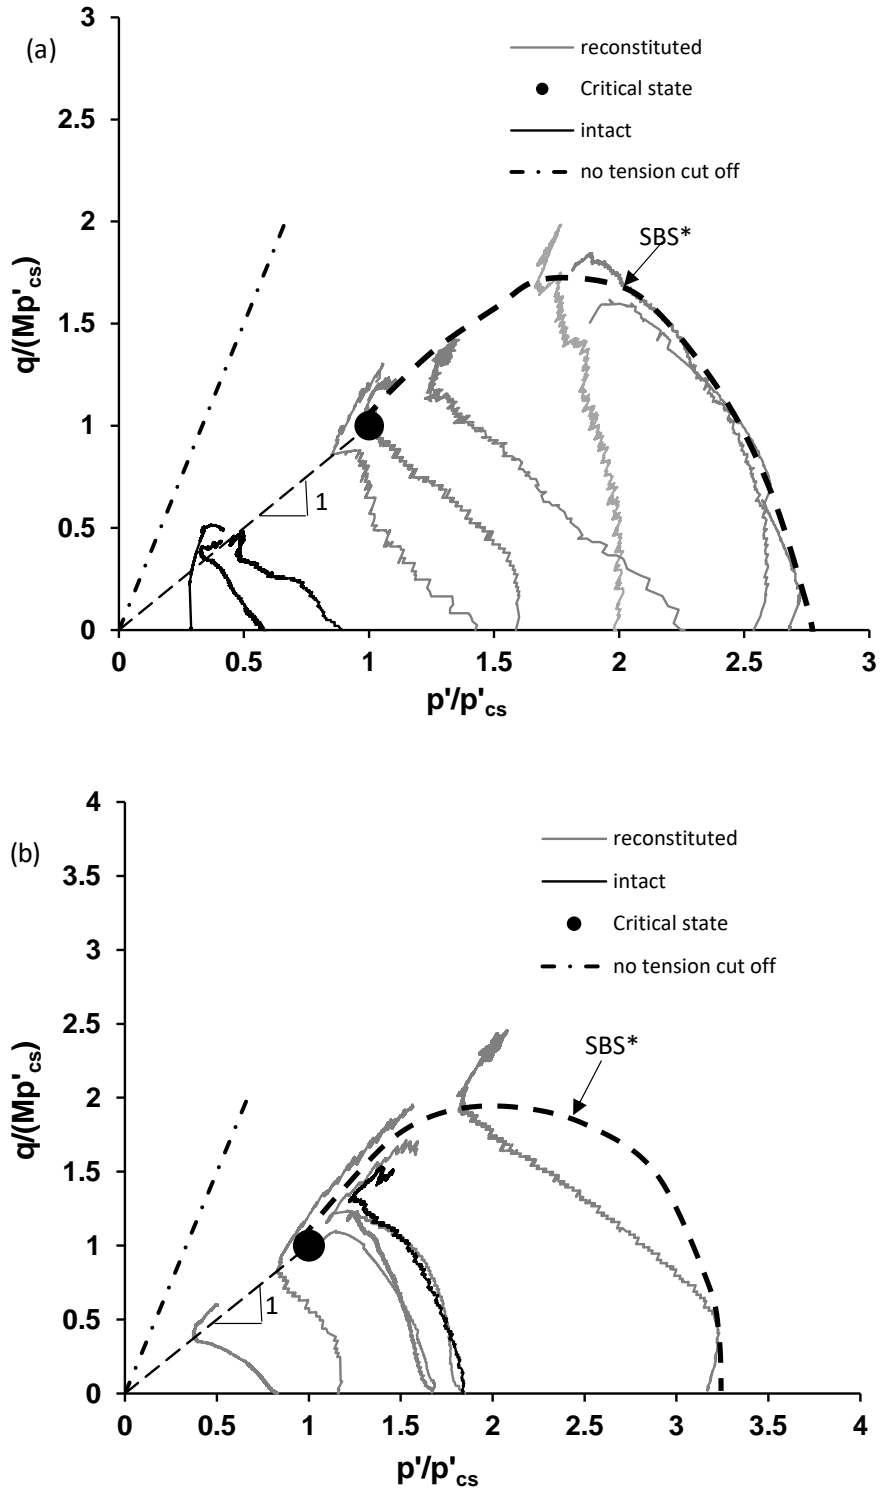 (a)
3
2.5
2
1.5
1
0.5
0
q/(Mp'cs)
reconstituted
Critical state
intact
no tension cut off
SBS*
1
0 0.5 1 1.5 2 2.5 3
p'/p'cs
(b)
4
3.5
3
2.5
2
1.5
1
0.5
0
q/(Mp'cs)
reconstituted
intact
Critical state
no tension cut off
SBS*
1
0 0.5 1 1.5 2 2.5 3 3.5 4
p'/p'cs